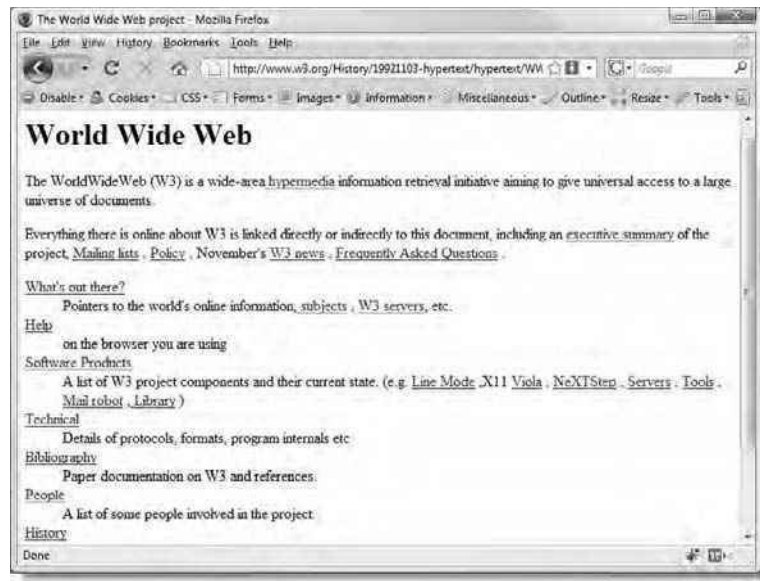 The World Wide Web project - Mozilla Firefox
File Edit View History Bookmarks Tools Help
http://www.w3.org/History/19921103-hypertext/hypertext/WW Google
Disable Cookies CSS Forms Images Information Miscellaneous Outline Resize Tools
World Wide Web
The WorldWideWeb (W3) is a wide-area hypermedia information retrieval initiative aiming to give universal access to a large
universe of documents.
Everything there is online about W3 is linked directly or indirectly to this document, including an executive summary of the
project, Mailing lists , Policy , November's W3 news , Frequently Asked Questions .
What's out there?
Pointers to the world's online information, subjects , W3 servers, etc.
Help
on the browser you are using
Software Products
A list of W3 project components and their current state. (e.g. Line Mode ,X11 Viola , NeXTStep , Servers , Tools ,
Mail robot , Library )
Technical
Details of protocols, formats, program internals etc
Bibliography
Paper documentation on W3 and references.
People
A list of some people involved in the project.
History
Done